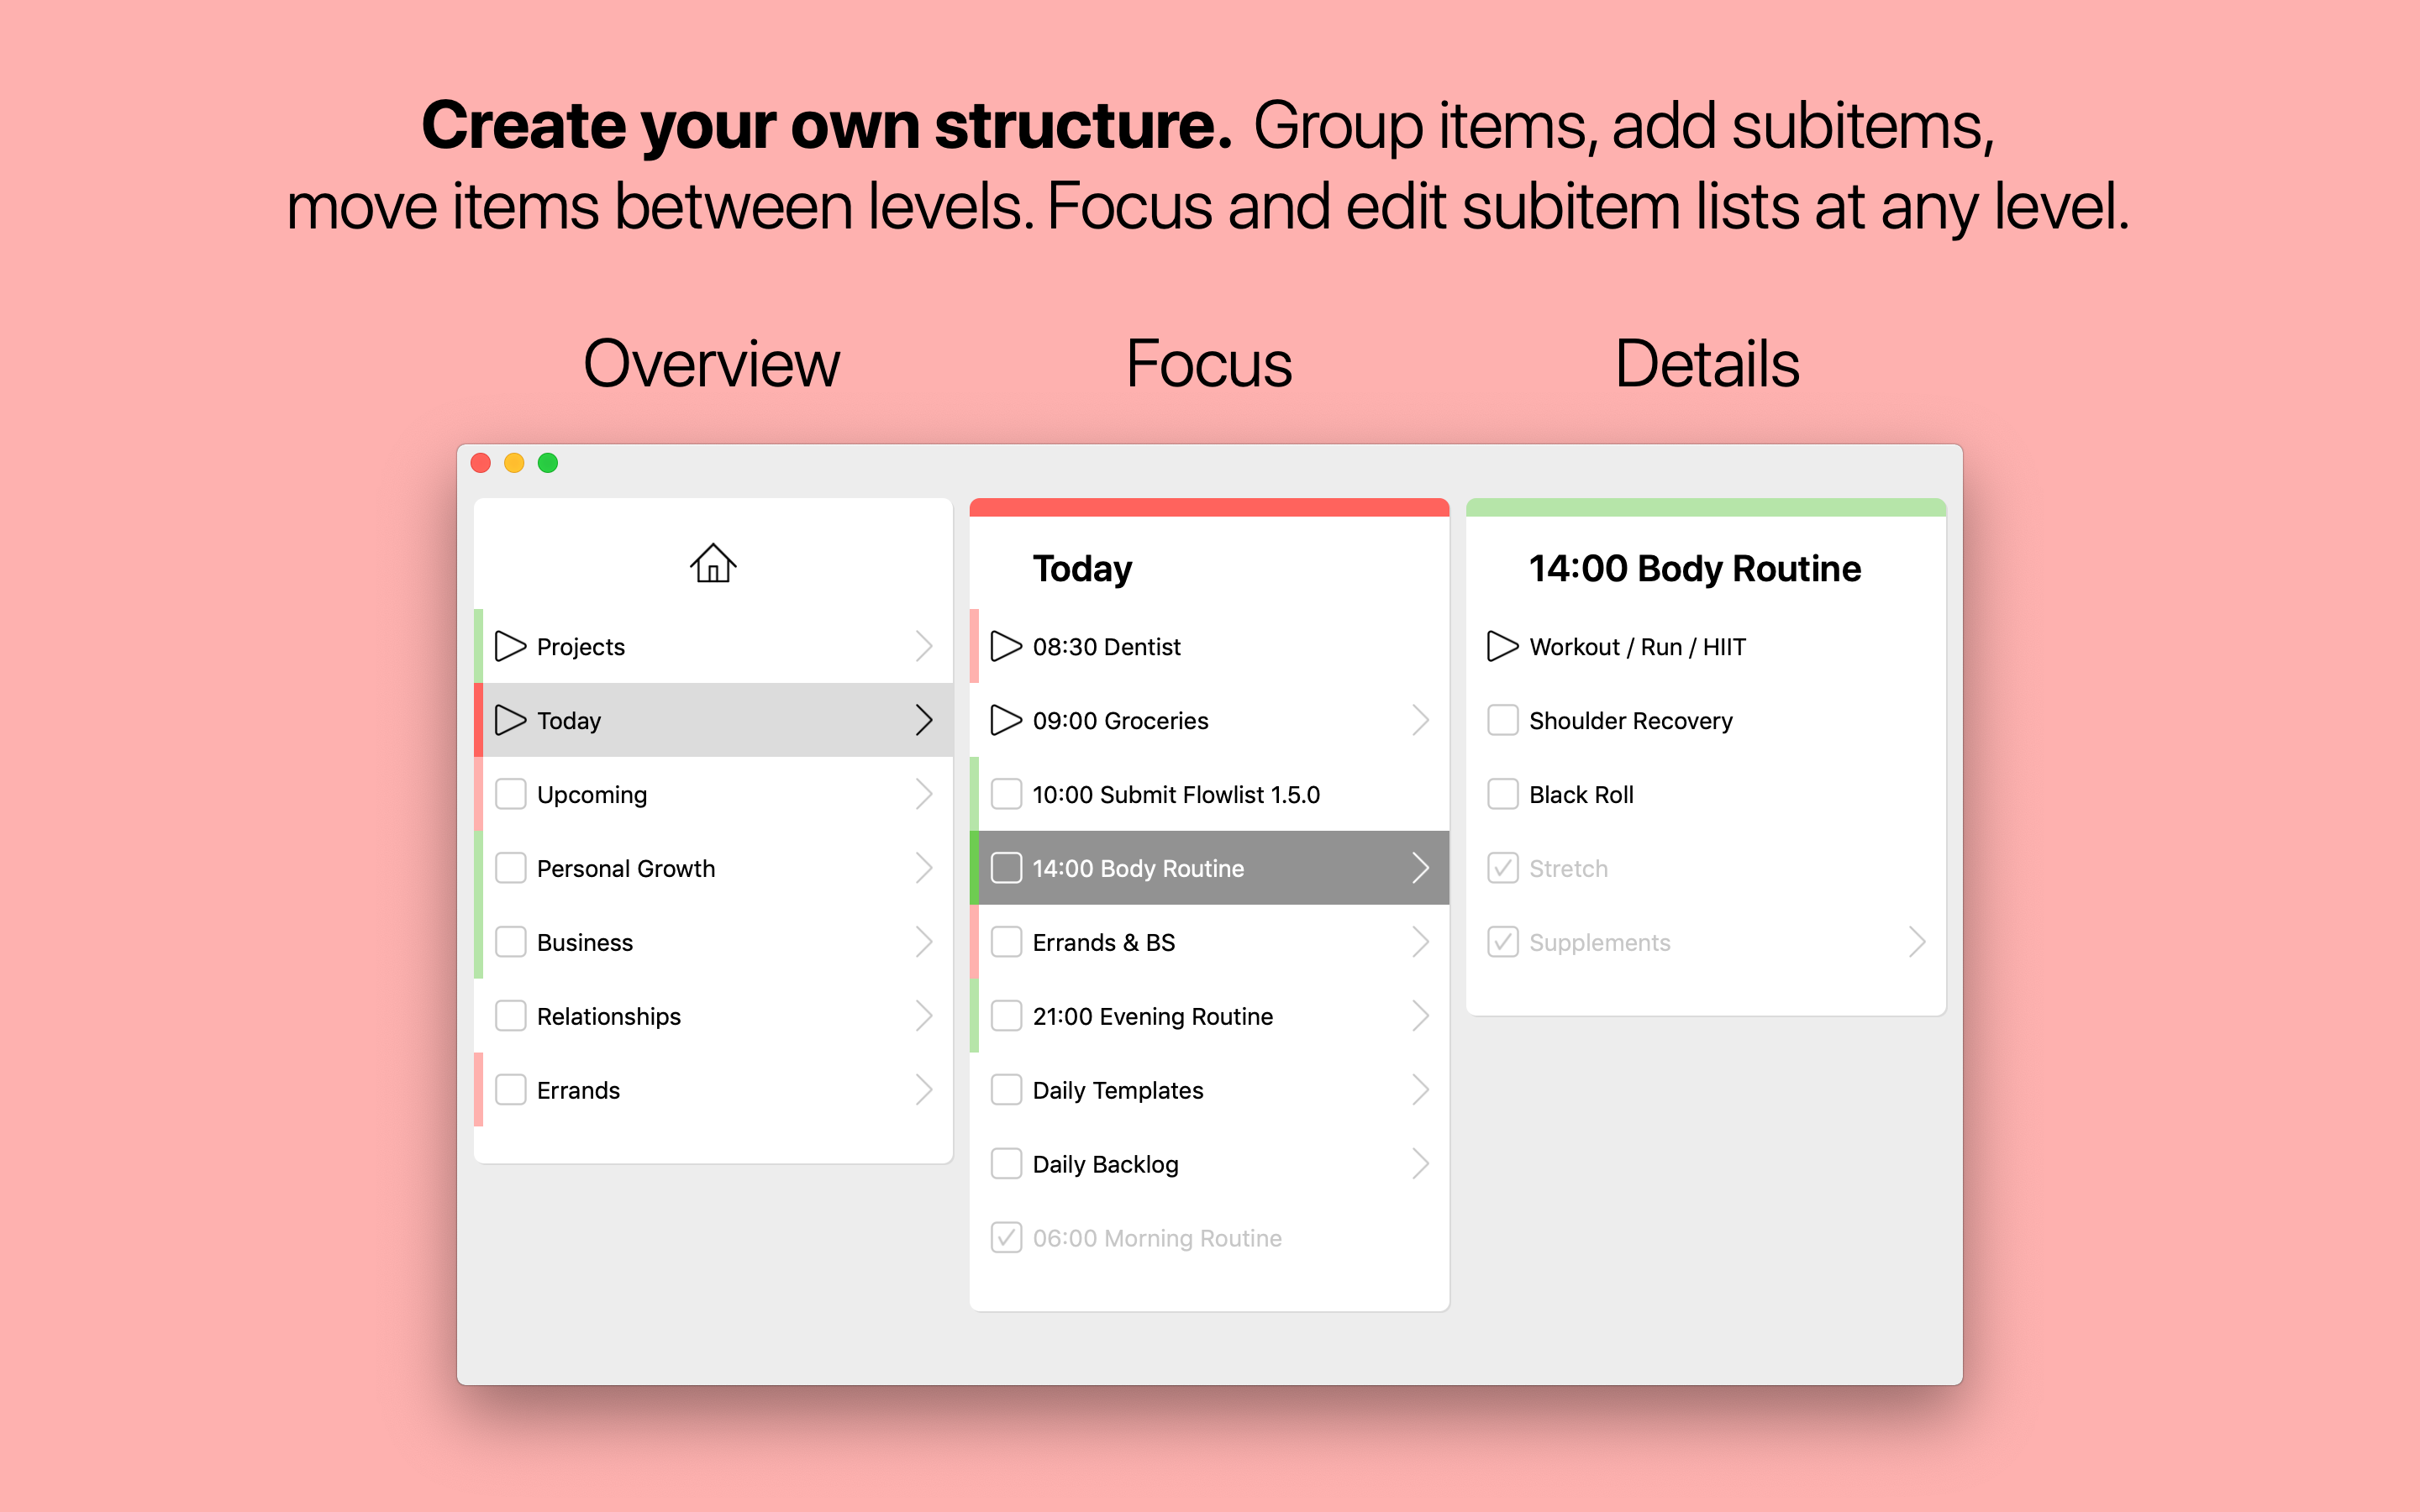 Create your own structure. Group items, add subitems,
move items between levels. Focus and edit subitem lists at any level.
Overview
Focus
Details
Projects
Today
Upcoming
Personal Growth
Business
Relationships
Errands
Today
08:30 Dentist
09:00 Groceries
10:00 Submit Flowlist 1.5.0
14:00 Body Routine
Errands & BS
21:00 Evening Routine
Daily Templates
Daily Backlog
06:00 Morning Routine
14:00 Body Routine
Workout / Run / HIIT
Shoulder Recovery
Black Roll
Stretch
Supplements